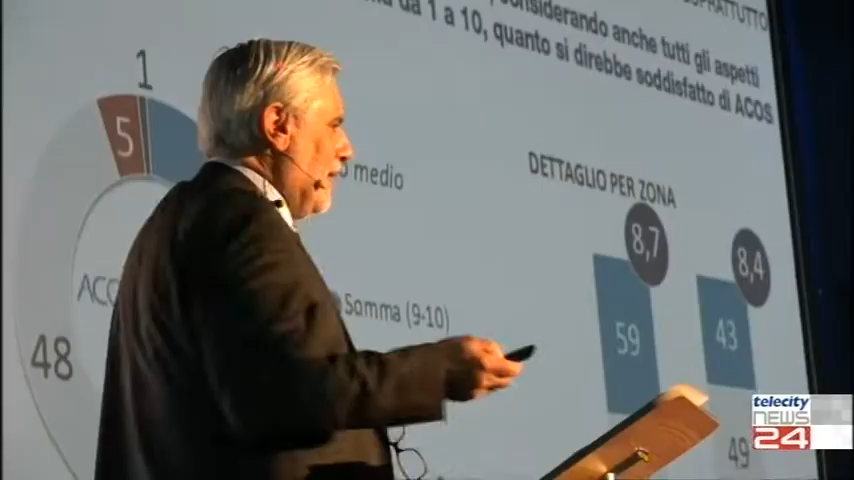 SOPRATTUTTO
da 1 a 10, considerando anche tutti gli aspetti
, quanto si direbbe soddisfatto di ACOS
1
5
medio
DETTAGLIO PER ZONA
8,7
8,4
Somma (9-10)
59
43
48
49
telecity
NEWS
24